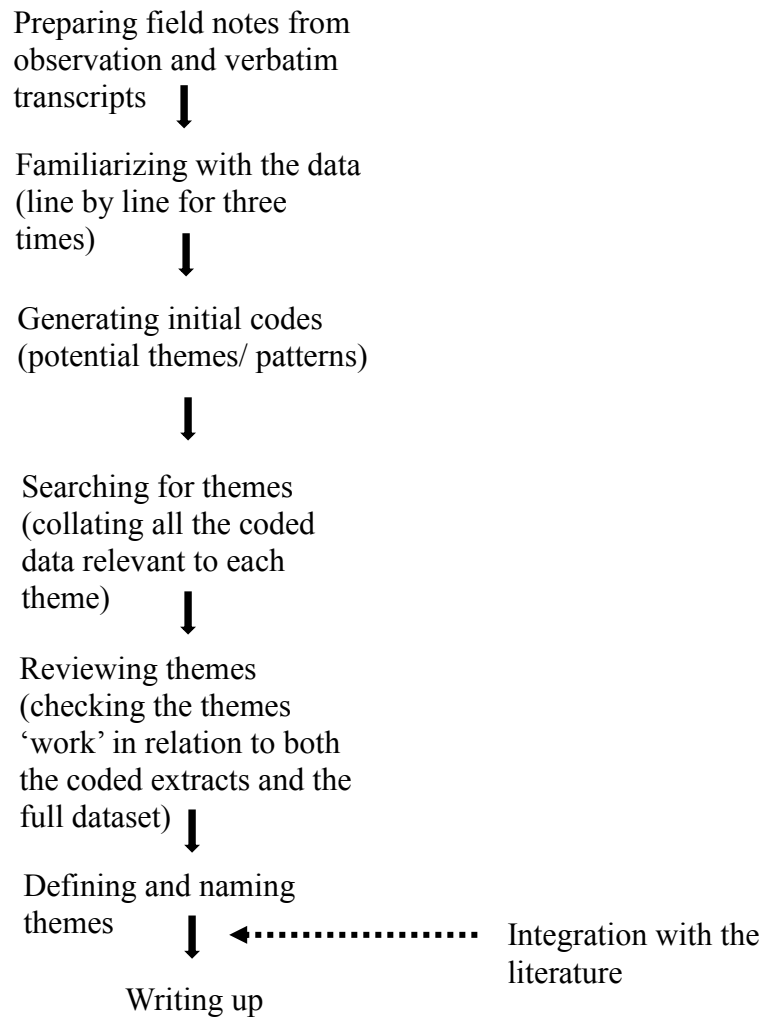 Preparing field notes from
observation and verbatim
transcripts
Familiarizing with the data
(line by line for three
times)
Generating initial codes
(potential themes/ patterns)
Searching for themes
(collating all the coded
data relevant to each
theme)
Reviewing themes
(checking the themes
‘work’ in relation to both
the coded extracts and the
full dataset)
Defining and naming
themes
Integration with the
literature
Writing up